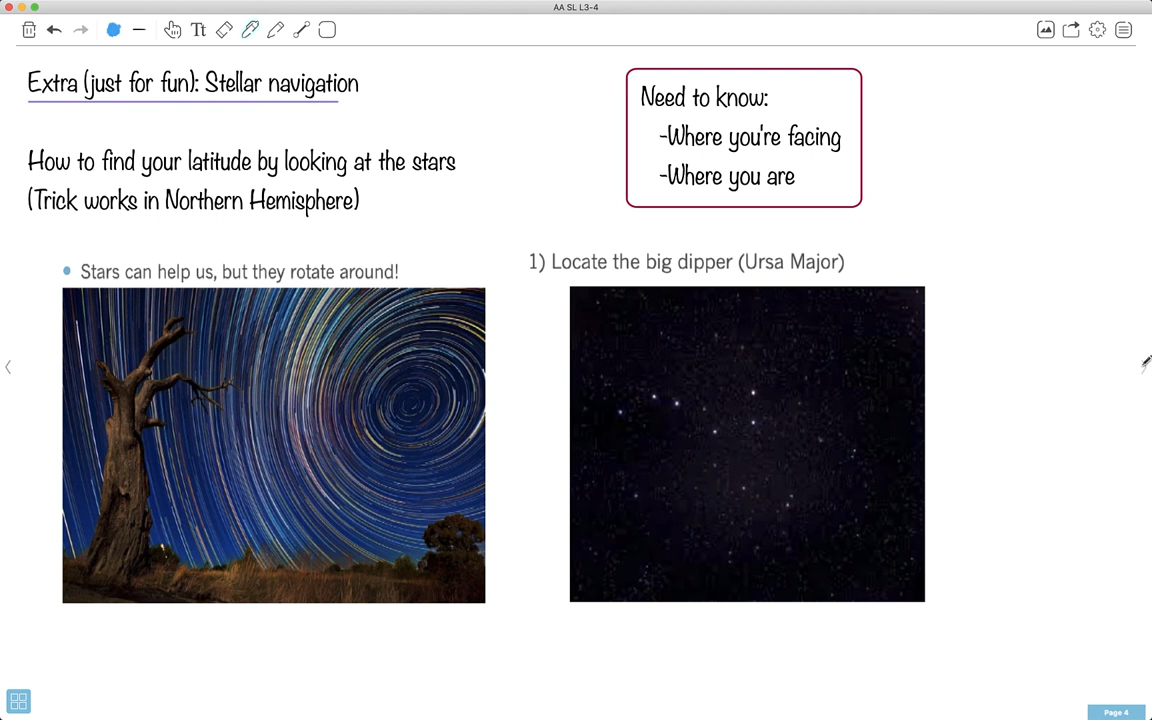 AA SL L3-4
Tt
Extra (just for fun): Stellar navigation
How to find your latitude by looking at the stars
(Trick works in Northern Hemisphere)
Need to know:
-Where you're facing
-Where you are
• Stars can help us, but they rotate around!
1) Locate the big dipper (Ursa Major)
Page 4